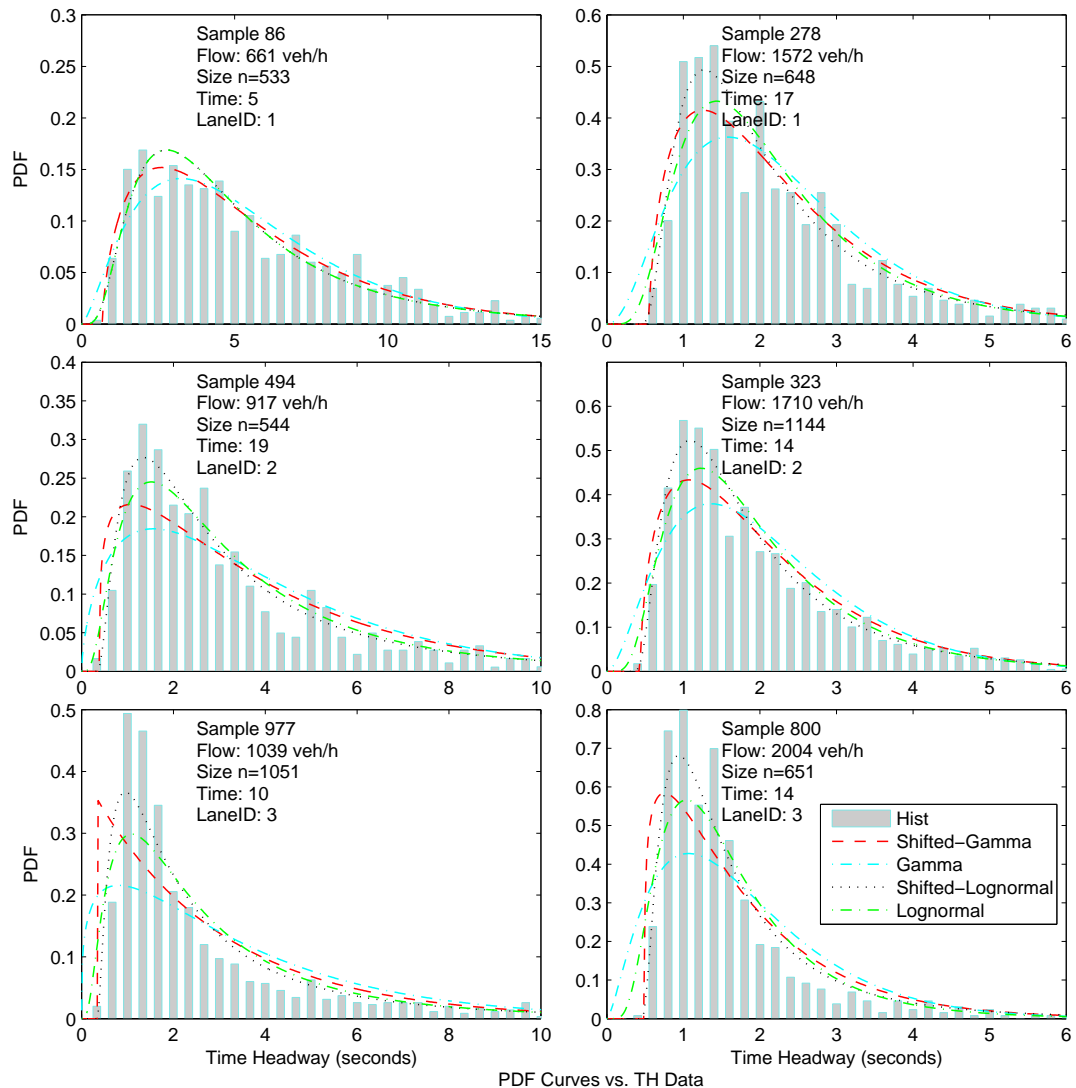 0.3
0.25
0.2
0.15
0.1
0.05
0
PDF
Sample 86
Flow: 661 veh/h
Size n=533
Time: 5
LaneID: 1
5
10
15
0.6
0.5
0.4
0.3
0.2
0.1
0
PDF
Sample 278
Flow: 1572 veh/h
Size n=648
Time: 17
LaneID: 1
0
1
2
3
4
5
6
0.4
0.35
0.3
0.25
0.2
0.15
0.1
0.05
0
PDF
Sample 494
Flow: 917 veh/h
Size n=544
Time: 19
LaneID: 2
0
2
4
6
8
10
0.6
0.5
0.4
0.3
0.2
0.1
0
Sample 323
Flow: 1710 veh/h
Size n=1144
Time: 14
LaneID: 2
0
1
2
3
4
5
6
0.5
0.4
0.3
0.2
0.1
0
PDF
Sample 977
Flow: 1039 veh/h
Size n=1051
Time: 10
LaneID: 3
0
2
4
6
8
10
Time Headway (seconds)
0.8
0.7
0.6
0.5
0.4
0.3
0.2
0.1
0
Sample 800
Flow: 2004 veh/h
Size n=651
Time: 14
LaneID: 3
Hist
Shifted-Gamma
Gamma
Shifted-Lognormal
Lognormal
0
1
2
3
4
5
6
Time Headway (seconds)
PDF Curves vs. TH Data